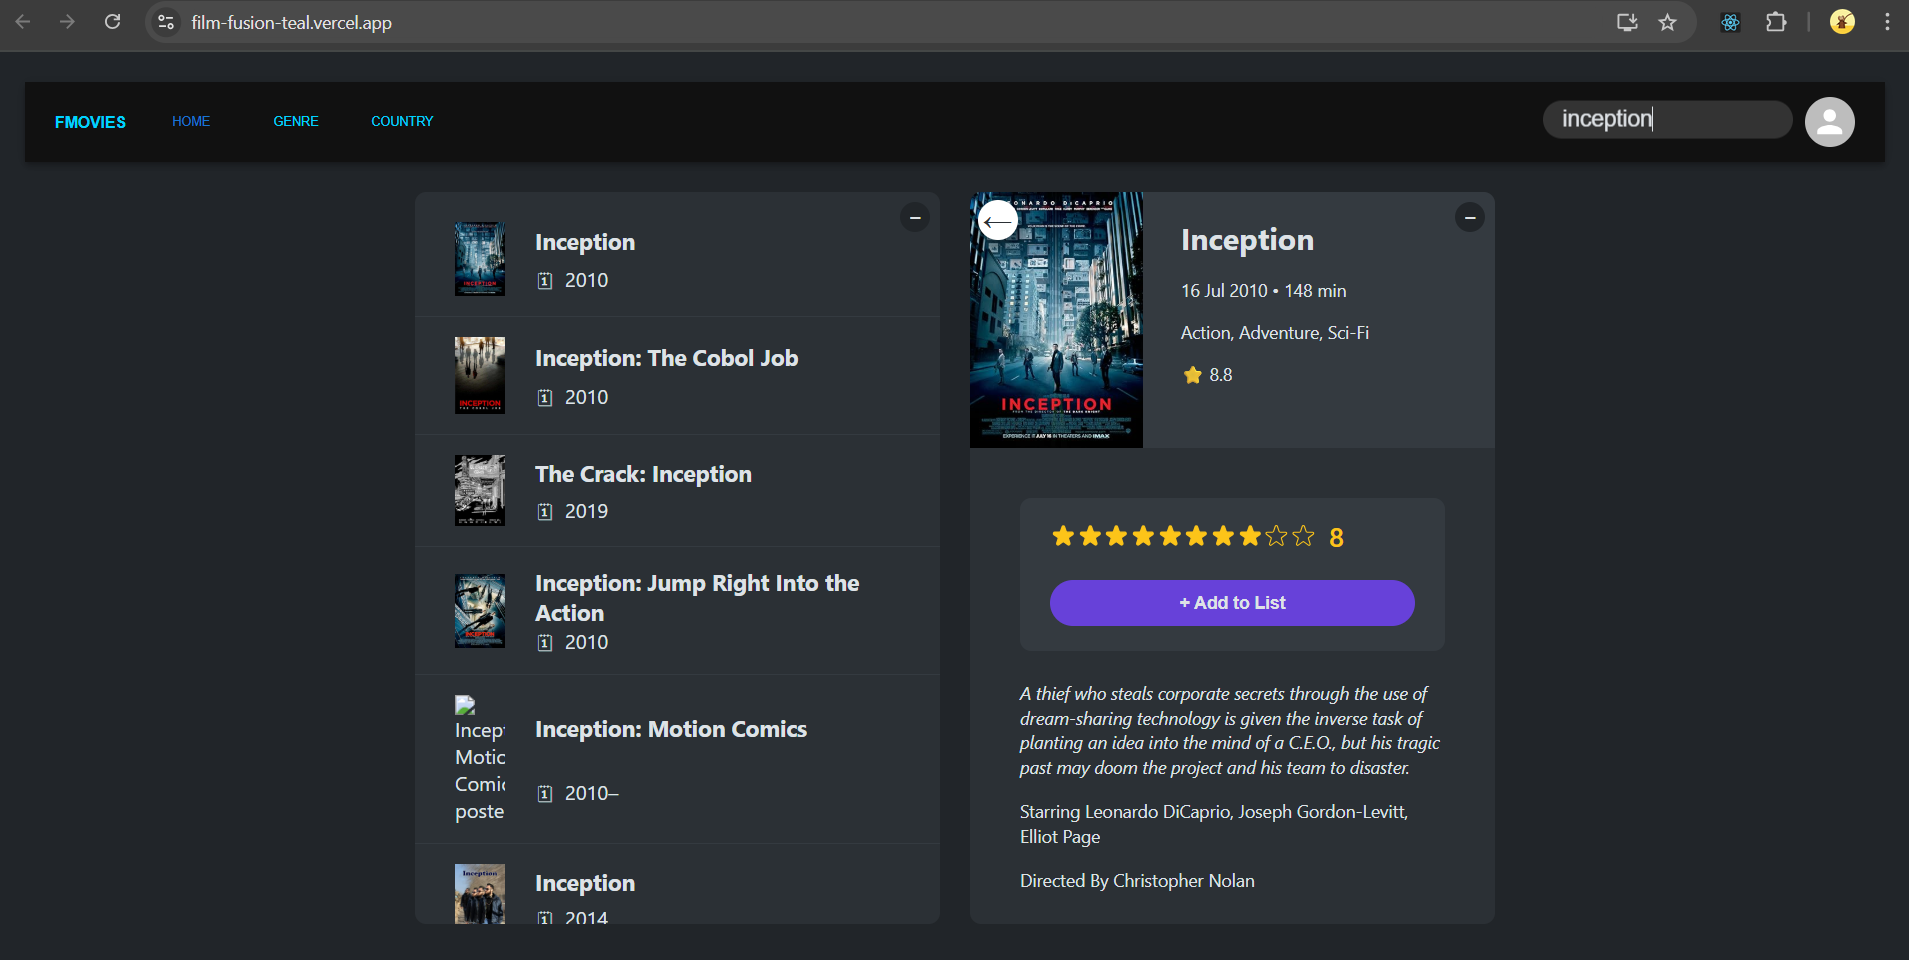 film-fusion-teal.vercel.app
FMOVIES HOME GENRE COUNTRY inception
Inception
2010
Inception: The Cobol Job
2010
The Crack: Inception
2019
Inception: Jump Right Into the
Action
2010
Incep
Motio
Comic
poste
Inception: Motion Comics
2010–
Inception
2014
LEONARDO DiCAPRIO
INCEPTION
Inception
16 Jul 2010 • 148 min
Action, Adventure, Sci-Fi
8.8
8
+ Add to List
A thief who steals corporate secrets through the use of
dream-sharing technology is given the inverse task of
planting an idea into the mind of a C.E.O., but his tragic
past may doom the project and his team to disaster.
Starring Leonardo DiCaprio, Joseph Gordon-Levitt,
Elliot Page
Directed By Christopher Nolan